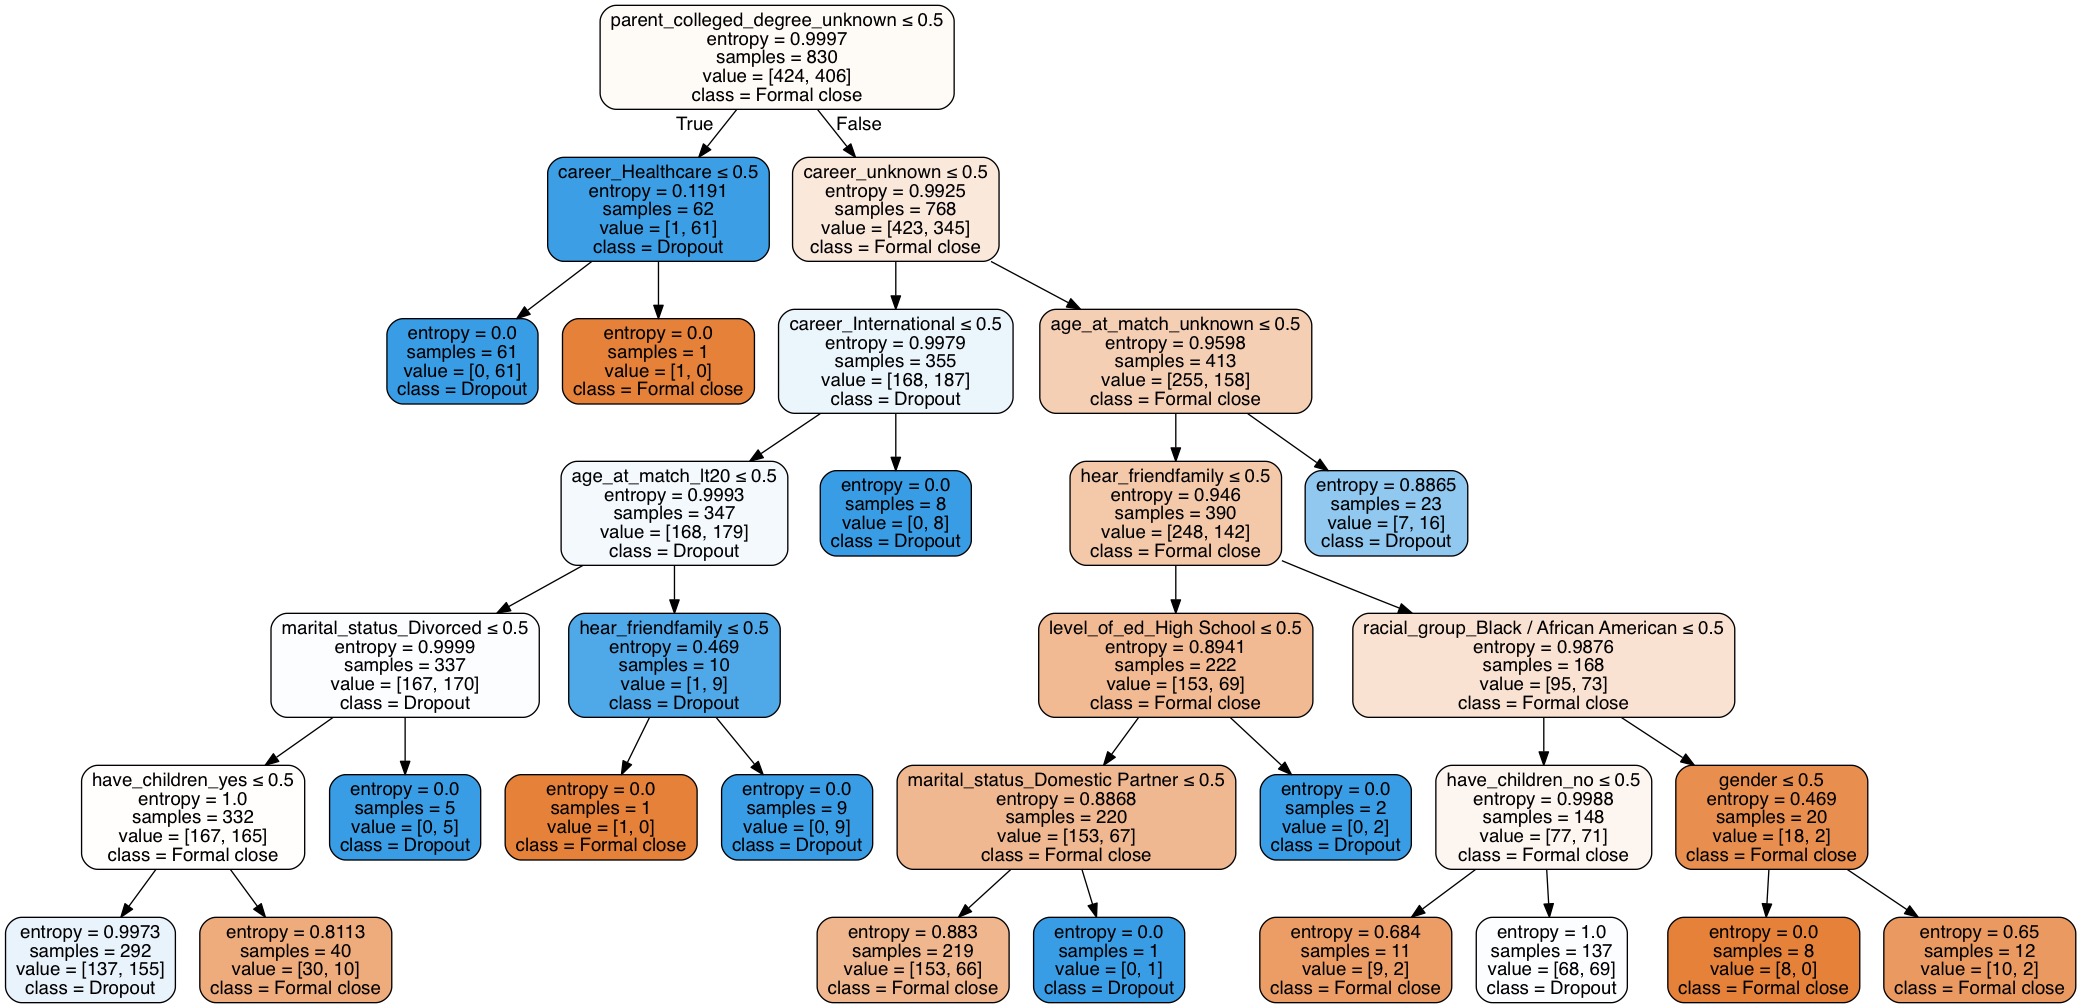 parent_colleged_degree_unknown ≤ 0.5
entropy = 0.9997
samples = 830
value = [424, 406]
class = Formal close
True
False
career_Healthcare ≤ 0.5
entropy = 0.1191
samples = 62
value = [1, 61]
class = Dropout
career_unknown ≤ 0.5
entropy = 0.9925
samples = 768
value = [423, 345]
class = Formal close
entropy = 0.0
samples = 61
value = [0, 61]
class = Dropout
entropy = 0.0
samples = 1
value = [1, 0]
class = Formal close
career_International ≤ 0.5
entropy = 0.9979
samples = 355
value = [168, 187]
class = Dropout
age_at_match_unknown ≤ 0.5
entropy = 0.9598
samples = 413
value = [255, 158]
class = Formal close
age_at_match_lt20 ≤ 0.5
entropy = 0.9993
samples = 347
value = [168, 179]
class = Dropout
entropy = 0.0
samples = 8
value = [0, 8]
class = Dropout
hear_friendfamily ≤ 0.5
entropy = 0.946
samples = 390
value = [248, 142]
class = Formal close
entropy = 0.8865
samples = 23
value = [7, 16]
class = Dropout
marital_status_Divorced ≤ 0.5
entropy = 0.9999
samples = 337
value = [167, 170]
class = Dropout
hear_friendfamily ≤ 0.5
entropy = 0.469
samples = 10
value = [1, 9]
class = Dropout
level_of_ed_High School ≤ 0.5
entropy = 0.8941
samples = 222
value = [153, 69]
class = Formal close
racial_group_Black / African American ≤ 0.5
entropy = 0.9876
samples = 168
value = [95, 73]
class = Formal close
have_children_yes ≤ 0.5
entropy = 1.0
samples = 332
value = [167, 165]
class = Formal close
entropy = 0.0
samples = 5
value = [0, 5]
class = Dropout
entropy = 0.0
samples = 1
value = [1, 0]
class = Formal close
entropy = 0.0
samples = 9
value = [0, 9]
class = Dropout
marital_status_Domestic Partner ≤ 0.5
entropy = 0.8868
samples = 220
value = [153, 67]
class = Formal close
entropy = 0.0
samples = 2
value = [0, 2]
class = Dropout
have_children_no ≤ 0.5
entropy = 0.9988
samples = 148
value = [77, 71]
class = Formal close
gender ≤ 0.5
entropy = 0.469
samples = 20
value = [18, 2]
class = Formal close
entropy = 0.9973
samples = 292
value = [137, 155]
class = Dropout
entropy = 0.8113
samples = 40
value = [30, 10]
class = Formal close
entropy = 0.883
samples = 219
value = [153, 66]
class = Formal close
entropy = 0.0
samples = 1
value = [0, 1]
class = Dropout
entropy = 0.684
samples = 11
value = [9, 2]
class = Formal close
entropy = 1.0
samples = 137
value = [68, 69]
class = Dropout
entropy = 0.0
samples = 8
value = [8, 0]
class = Formal close
entropy = 0.65
samples = 12
value = [10, 2]
class = Formal close